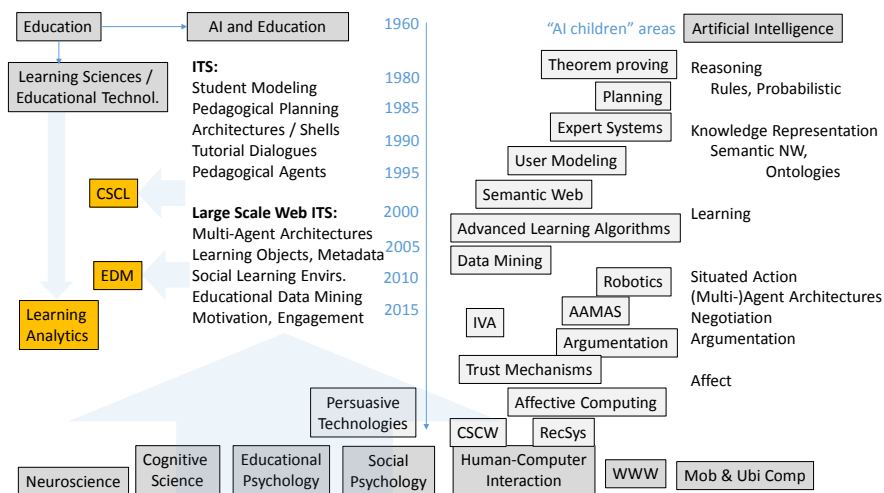 Education
AI and Education
1960
“AI children” areas
Artificial Intelligence
Learning Sciences /
Educational Technol.
ITS:
Student Modeling
Pedagogical Planning
Architectures / Shells
Tutorial Dialogues
Pedagogical Agents
CSCL
Large Scale Web ITS:
Multi-Agent Architectures
Learning Objects, Metadata
Social Learning Envirs.
Educational Data Mining
Motivation, Engagement
EDM
Learning
Analytics
1980
1985
1990
1995
2000
2005
2010
2015
Theorem proving
Planning
Expert Systems
User Modeling
Semantic Web
Advanced Learning Algorithms
Data Mining
Robotics
AAMAS
IVA
Argumentation
Trust Mechanisms
Affective Computing
CSCW
RecSys
Reasoning
Rules, Probabilistic
Knowledge Representation
Semantic NW,
Ontologies
Learning
Situated Action
(Multi-)Agent Architectures
Negotiation
Argumentation
Affect
Persuasive
Technologies
Neuroscience
Cognitive
Science
Educational
Psychology
Social
Psychology
Human-Computer
Interaction
WWW
Mob & Ubi Comp